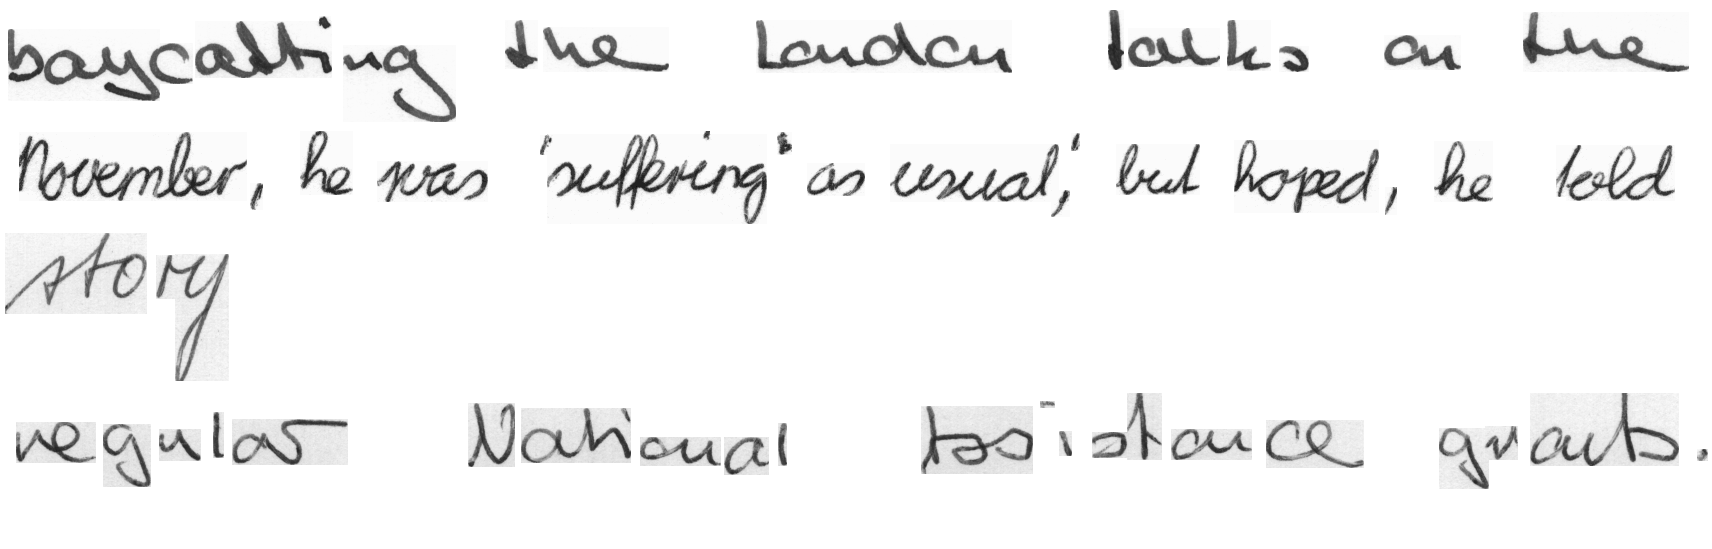 boycotting the London talks on the
November, he was "suffering" as usual," but hoped, he told
story
regular National Assistance grants.